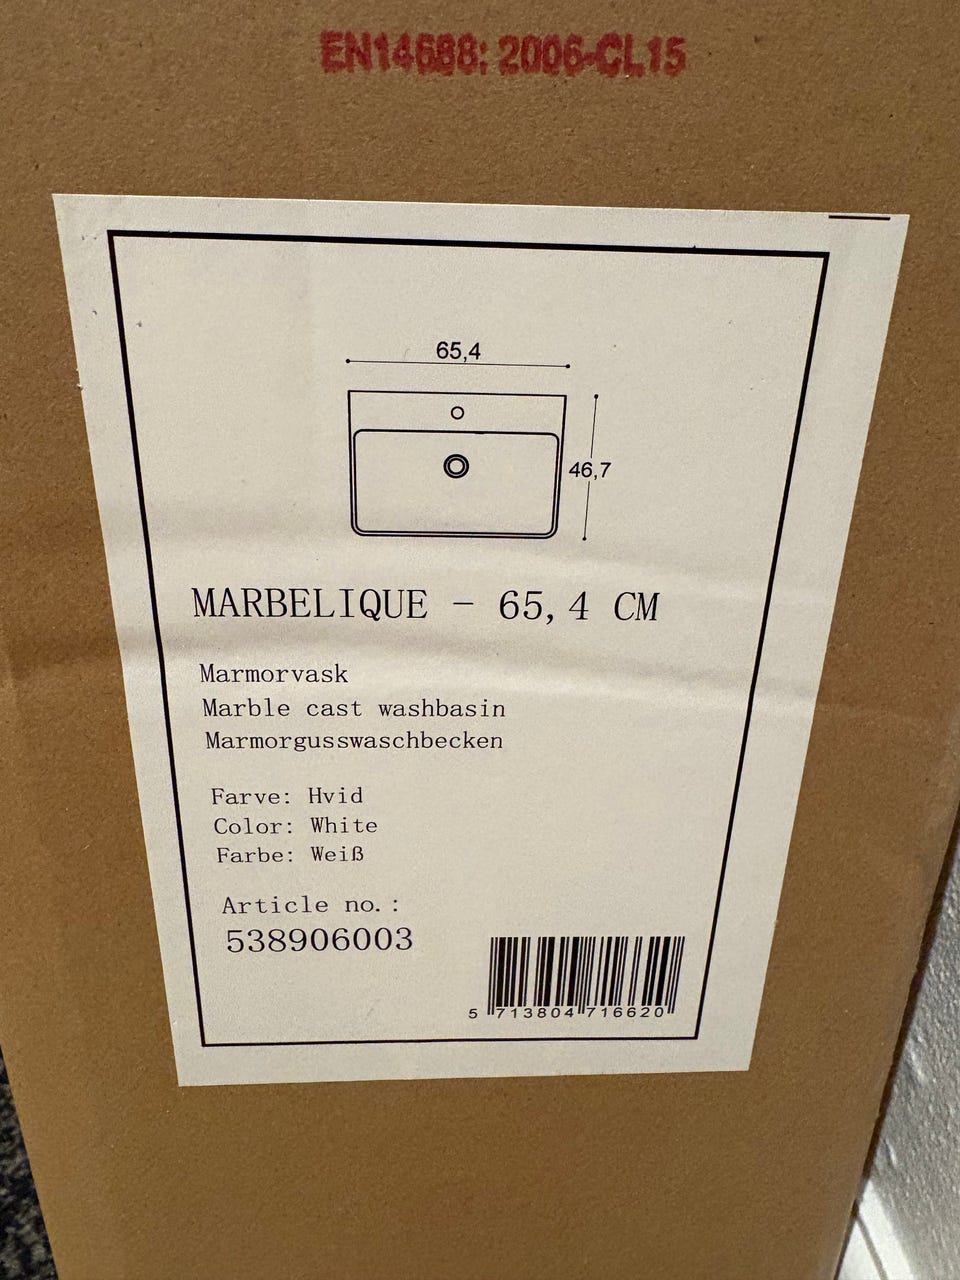 EN14688: 2006-CL15
65,4
46,7
MARBELIQUE - 65,4 CM
Marmorvask
Marble cast washbasin
Marmorgusswaschbecken
Farve: Hvid
Color: White
Farbe: Weiß
Article no.:
538906003
5 713804 716620